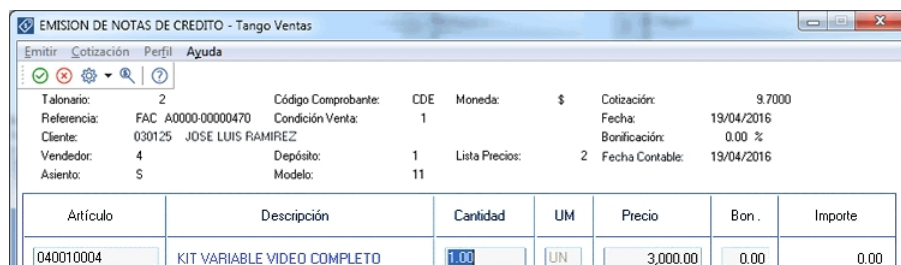 EMISION DE NOTAS DE CREDITO - Tango Ventas
Emitir Cotización Perfil Ayuda
Talonario: 2 Código Comprobante: CDE Moneda: $ Cotización: 9.7000
Referencia: FAC A0000-00000470 Condición Venta: 1 Fecha: 19/04/2016
Cliente: 030125 JOSE LUIS RAMIREZ Bonificación: 0.00 %
Vendedor: 4 Depósito: 1 Lista Precios: 2 Fecha Contable: 19/04/2016
Asiento: S Modelo: 11
Artículo Descripción Cantidad UM Precio Bon. Importe
040010004 KIT VARIABLE VIDEO COMPLETO 1.00 UN 3,000.00 0.00 0.00